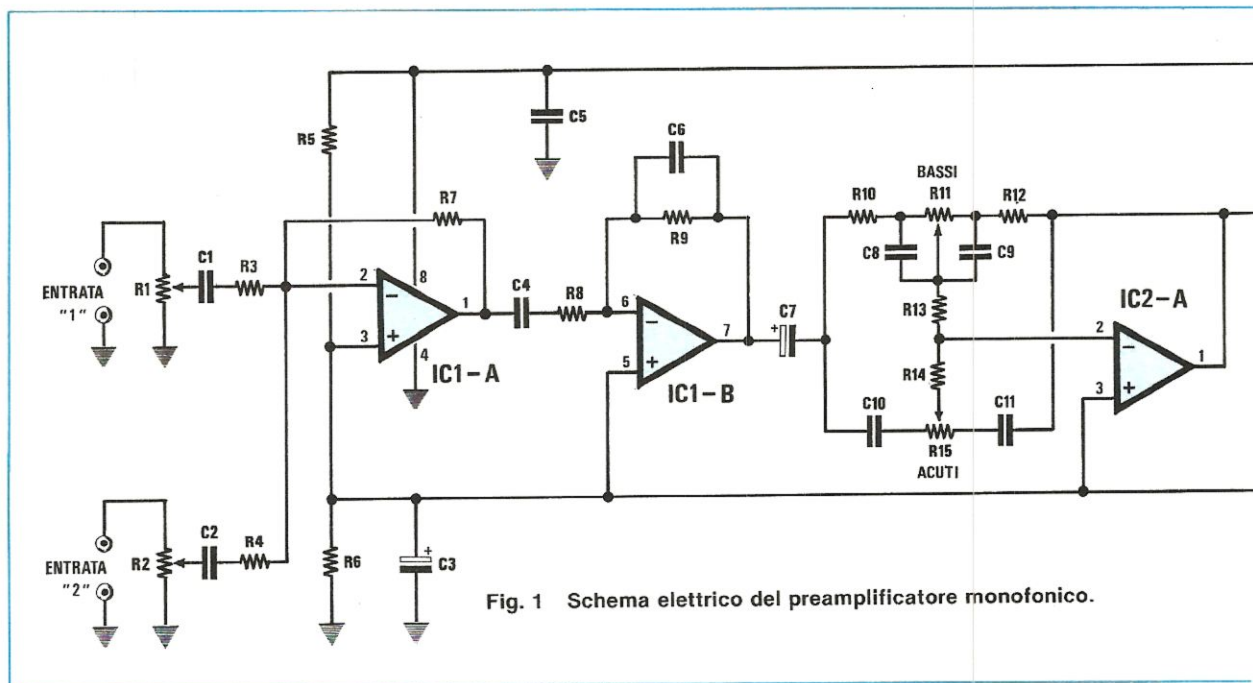 R5
C5
C6
R7
R9
BASSI
R10
R11
R12
C8
C9
ENTRATA
"1"
R1
C1
R3
2
8
1
3
4
IC1-A
C4
R8
6
7
5
IC1-B
C7
+
R13
R14
2
1
3
IC2-A
C10
R15
C11
ACUTI
ENTRATA
"2"
R2
C2
R4
R6
+
C3
Fig. 1 Schema elettrico del preamplificatore monofonico.